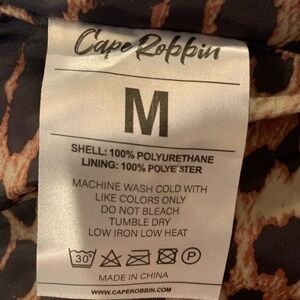 Cape Robbin
M
SHELL: 100% POLYURETHANE
LINING: 100% POLYESTER
MACHINE WASH COLD WITH
LIKE COLORS ONLY
DO NOT BLEACH
TUMBLE DRY
LOW IRON LOW HEAT
30° P
MADE IN CHINA
WWW.CAPEROBBIN.COM